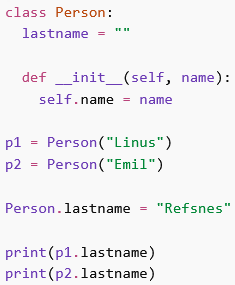 class Person:
  lastname = ""

  def __init__(self, name):
    self.name = name

p1 = Person("Linus")
p2 = Person("Emil")

Person.lastname = "Refsnes"

print(p1.lastname)
print(p2.lastname)